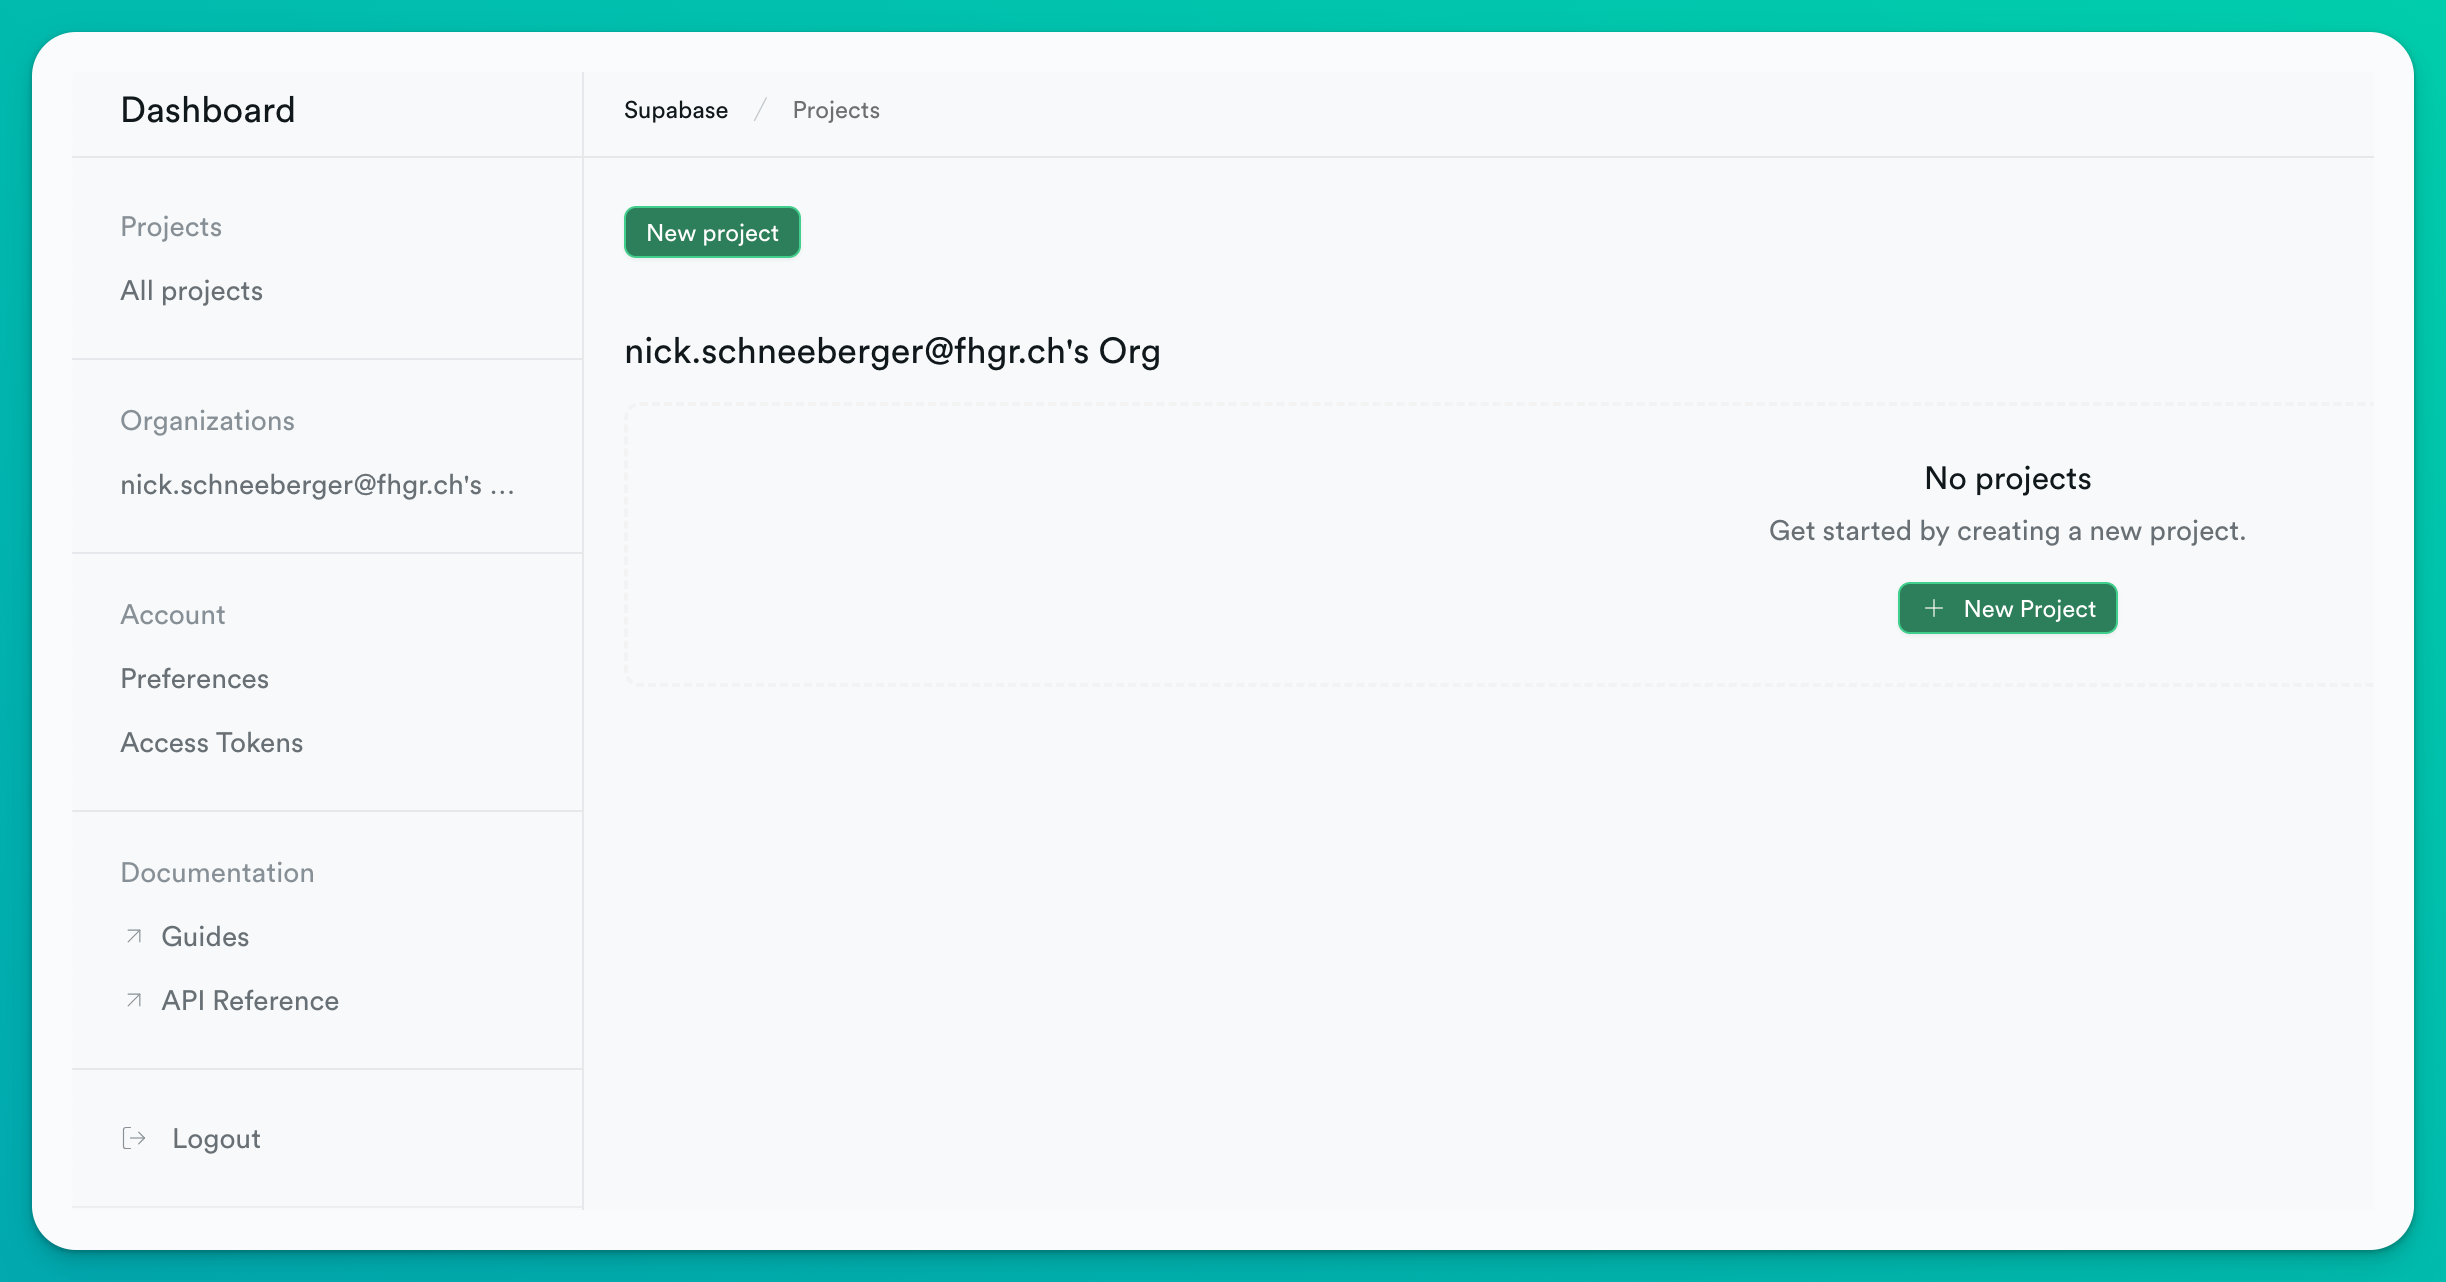 Dashboard
Projects
All projects
Organizations
nick.schneeberger@fhgr.ch's ...
Account
Preferences
Access Tokens
Documentation
Guides
API Reference
Logout
Supabase / Projects
New project
nick.schneeberger@fhgr.ch's Org
No projects
Get started by creating a new project.
+ New Project